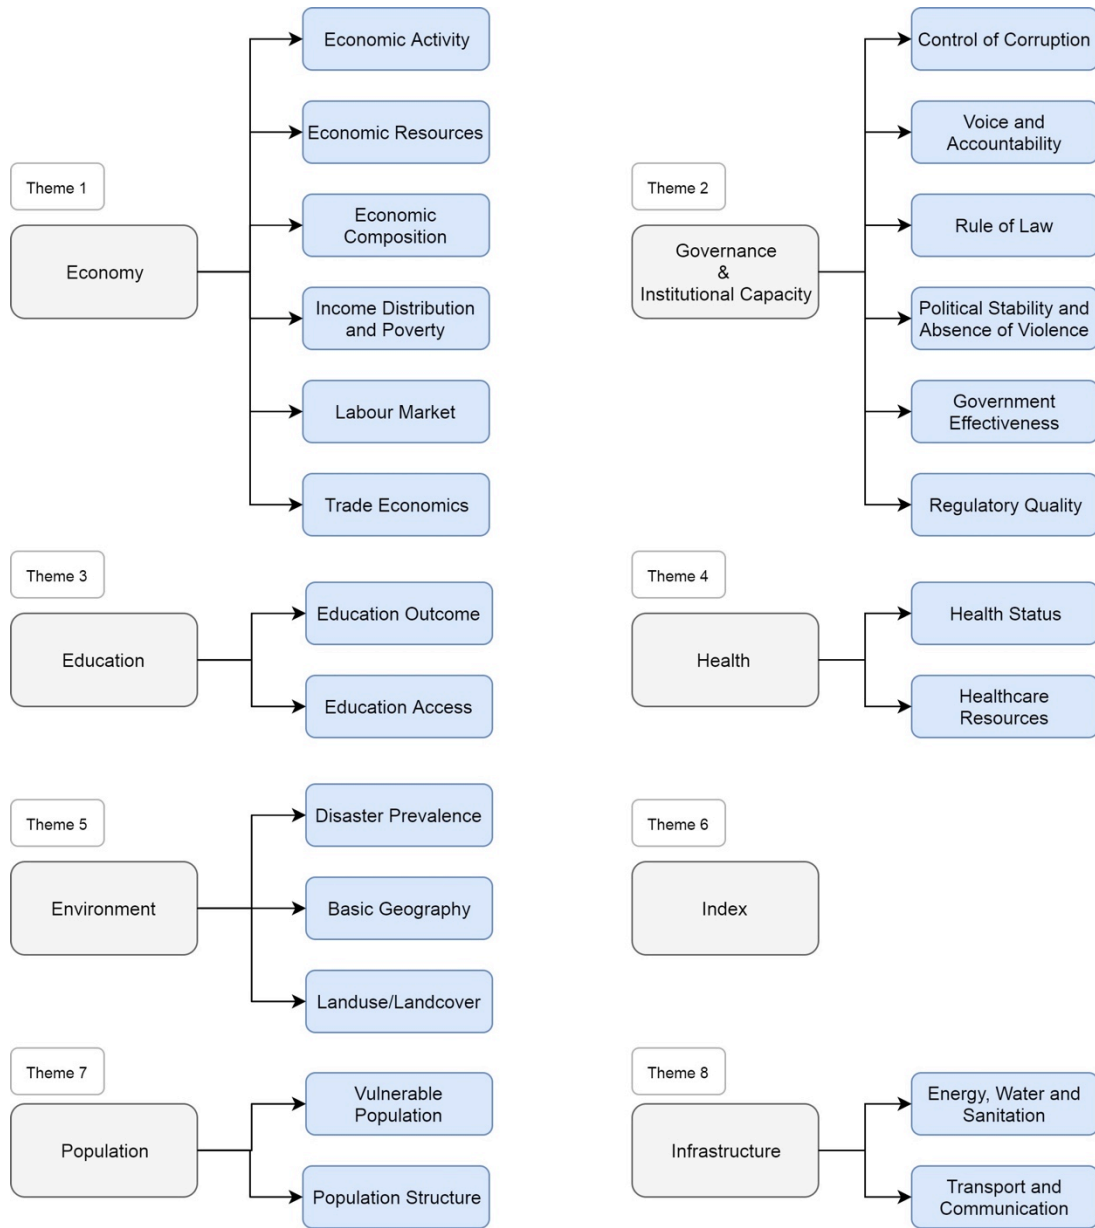 Theme 1
Economy
Economic Activity
Economic Resources
Economic
Composition
Income Distribution
and Poverty
Labour Market
Trade Economics
Theme 2
Governance
&
Institutional Capacity
Control of Corruption
Voice and
Accountability
Rule of Law
Political Stability and
Absence of Violence
Government
Effectiveness
Regulatory Quality
Theme 3
Education
Education Outcome
Education Access
Theme 4
Health
Health Status
Healthcare
Resources
Theme 5
Environment
Disaster Prevalence
Basic Geography
Landuse/Landcover
Theme 6
Index
Theme 7
Population
Vulnerable
Population
Population Structure
Theme 8
Infrastructure
Energy, Water and
Sanitation
Transport and
Communication